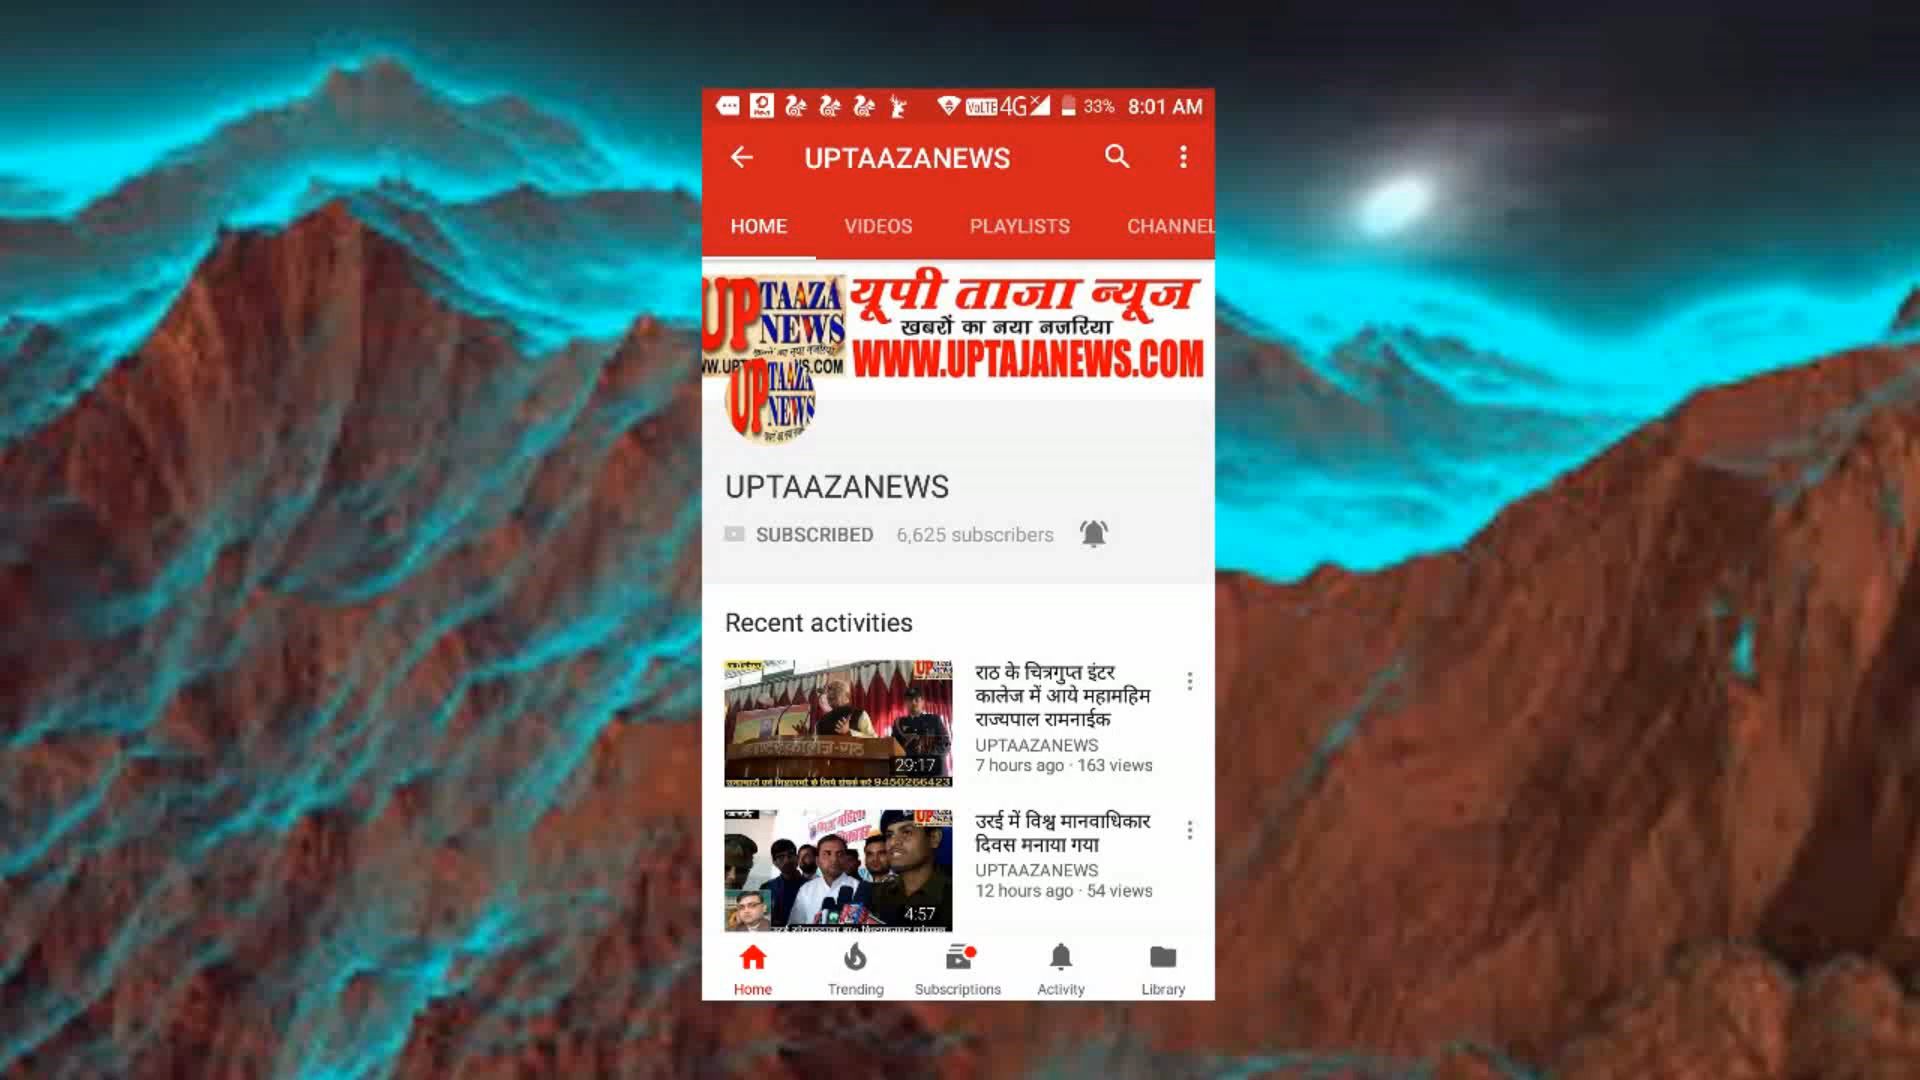 VoLTE 4G 33% 8:01 AM
UPTAAZANEWS
HOME VIDEOS PLAYLISTS CHANNEL
UP TAAZA NEWS
यूपी ताजा न्यूज
खबरों का नया नजरिया
WWW.UPTAJANEWS.COM
UP TAAZA NEWS
UPTAAZANEWS
SUBSCRIBED 6,625 subscribers
Recent activities
राठ के चित्रगुप्त इंटर
कालेज में आये महामहिम
राज्यपाल रामनाईक
UPTAAZANEWS
7 hours ago · 163 views
29:17
उरई में विश्व मानवाधिकार
दिवस मनाया गया
UPTAAZANEWS
12 hours ago · 54 views
4:57
Home Trending Subscriptions Activity Library